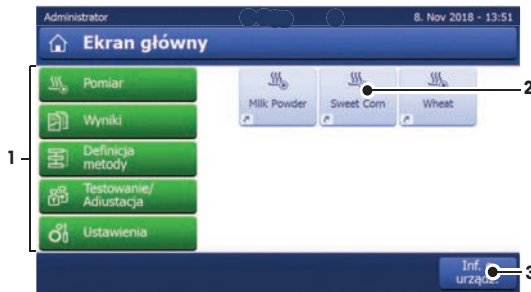 Administrator 8. Nov 2018 - 13:51
Ekran główny
Pomiar
Wyniki
Definicja
metody
Testowanie/
Adiustacja
Ustawienia
Milk Powder Sweet Corn Wheat
Inf.
urządz.
1
2
3